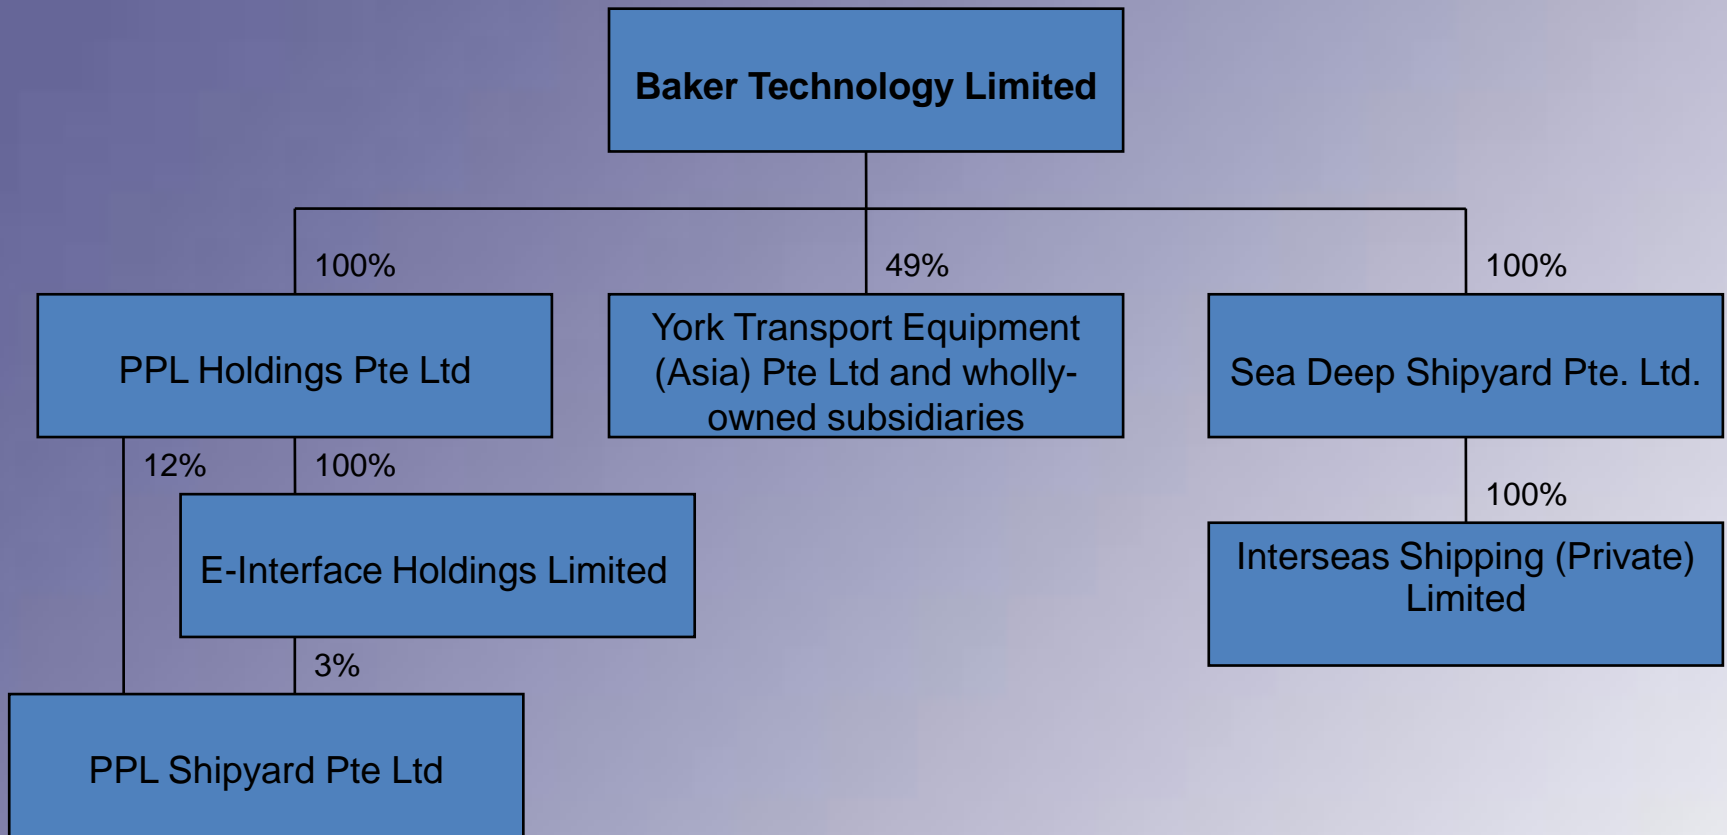 Baker Technology Limited
100%
49%
100%
PPL Holdings Pte Ltd
York Transport Equipment
(Asia) Pte Ltd and wholly-
owned subsidiaries
Sea Deep Shipyard Pte. Ltd.
12%
100%
100%
E-Interface Holdings Limited
Interseas Shipping (Private)
Limited
3%
PPL Shipyard Pte Ltd